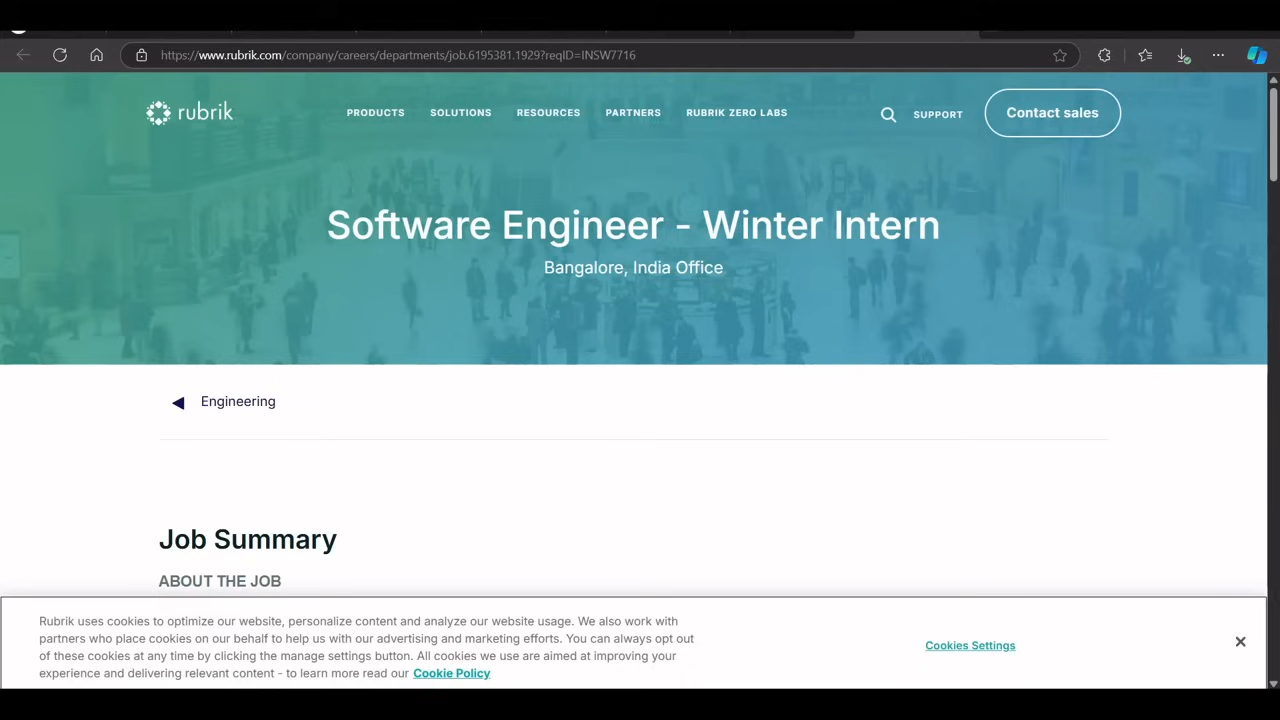 https://www.rubrik.com/company/careers/departments/job.6195381.1929?reqID=INSW7716
rubrik
PRODUCTS SOLUTIONS RESOURCES PARTNERS RUBRIK ZERO LABS
SUPPORT
Contact sales
Software Engineer - Winter Intern
Bangalore, India Office
Engineering
Job Summary
ABOUT THE JOB
Rubrik uses cookies to optimize our website, personalize content and analyze our website usage. We also work with
partners who place cookies on our behalf to help us with our advertising and marketing efforts. You can always opt out
of these cookies at any time by clicking the manage settings button. All cookies we use are aimed at improving your
experience and delivering relevant content - to learn more read our Cookie Policy
Cookies Settings